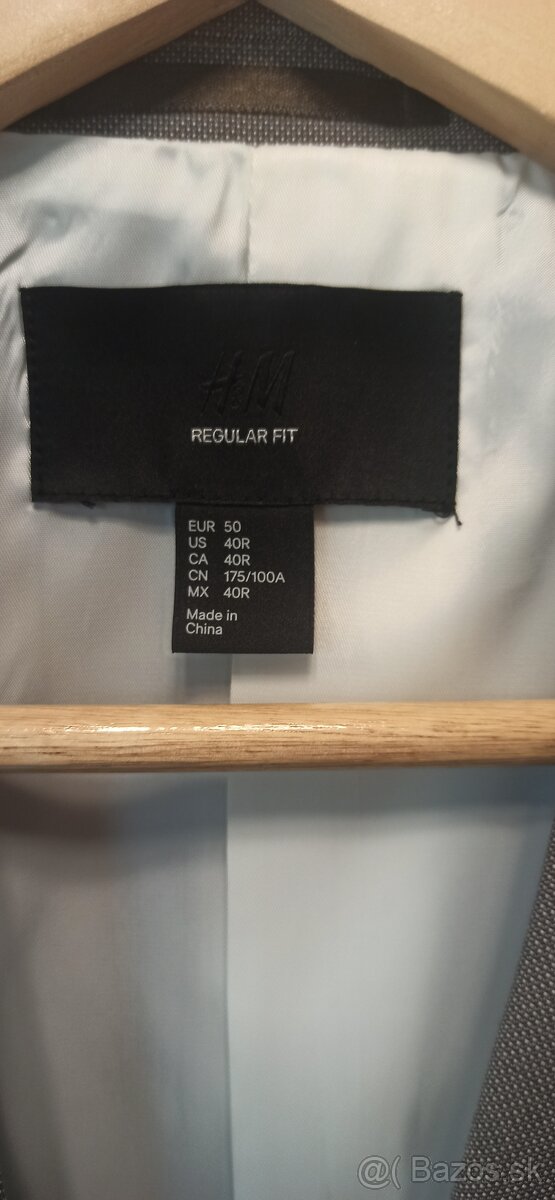 H&M
REGULAR FIT
EUR 50
US 40R
CA 40R
CN 175/100A
MX 40R
Made in
China
@( Bazos.sk